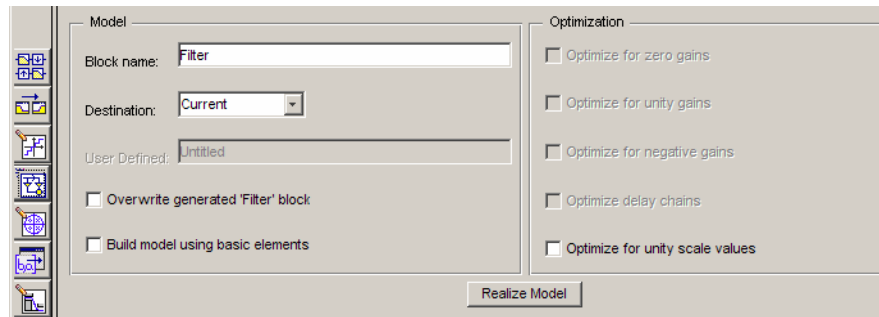 Model
Block name: Filter
Destination: Current
User Defined: Untitled
Overwrite generated 'Filter' block
Build model using basic elements
Optimization
Optimize for zero gains
Optimize for unity gains
Optimize for negative gains
Optimize delay chains
Optimize for unity scale values
Realize Model